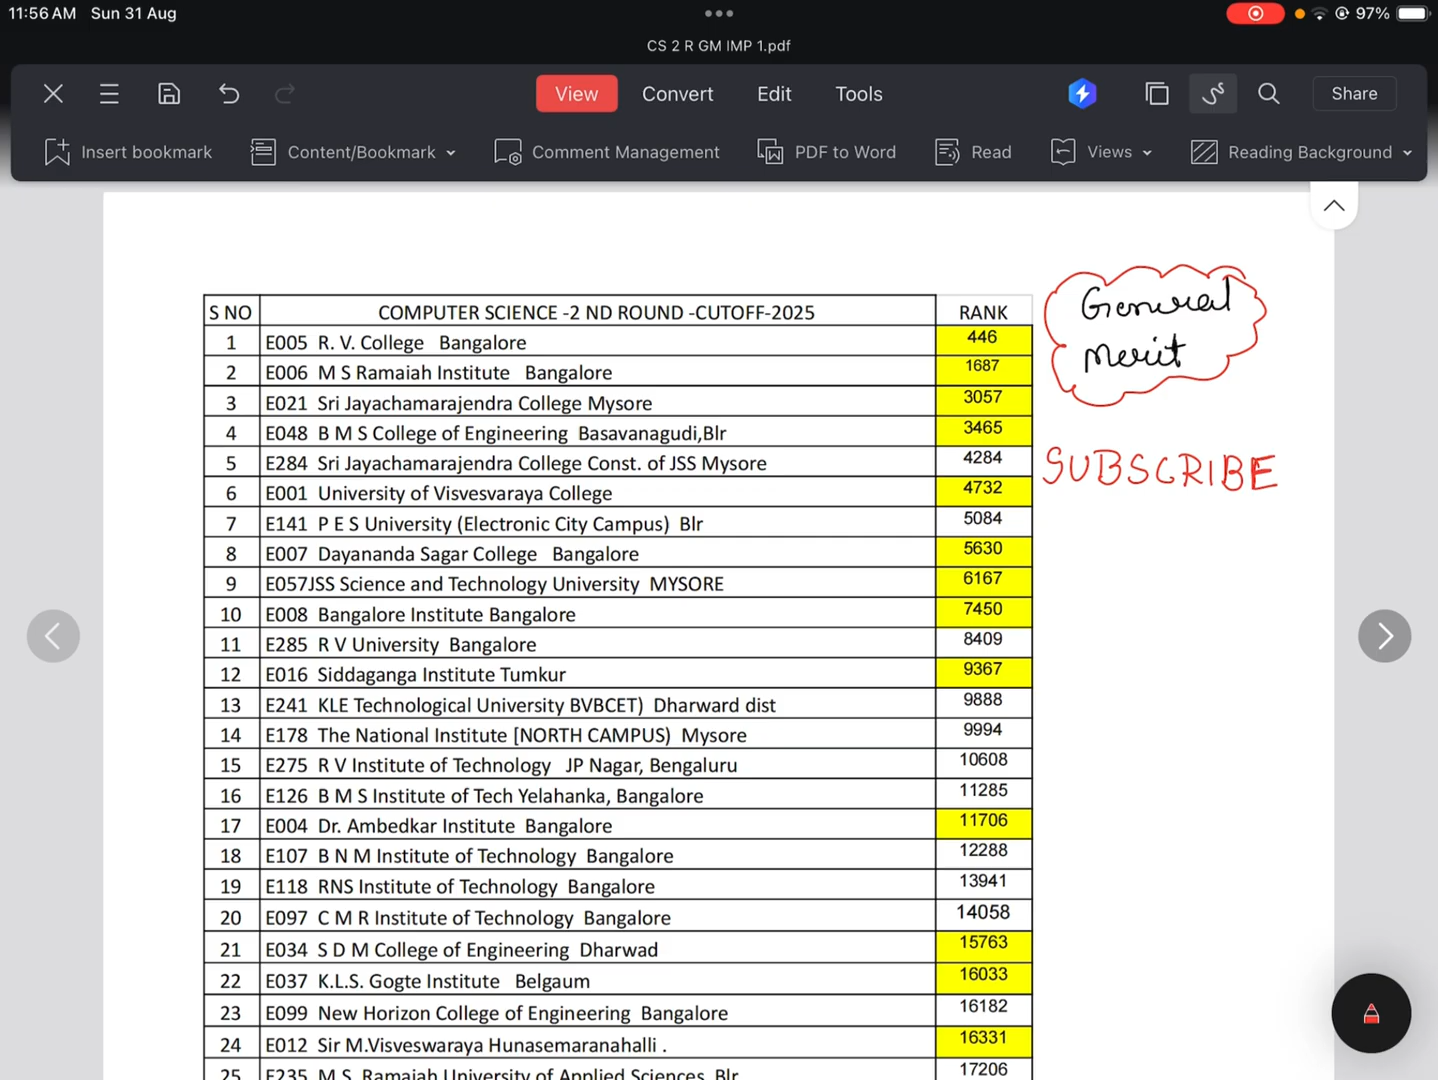 11:56 AM Sun 31 Aug 97%
CS 2 R GM IMP 1.pdf
View Convert Edit Tools Share
Insert bookmark Content/Bookmark Comment Management PDF to Word Read Views Reading Background
S NO COMPUTER SCIENCE -2 ND ROUND -CUTOFF-2025 RANK
1 E005 R. V. College Bangalore 446
2 E006 M S Ramaiah Institute Bangalore 1687
3 E021 Sri Jayachamarajendra College Mysore 3057
4 E048 B M S College of Engineering Basavanagudi,Blr 3465
5 E284 Sri Jayachamarajendra College Const. of JSS Mysore 4284
6 E001 University of Visvesvaraya College 4732
7 E141 P E S University (Electronic City Campus) Blr 5084
8 E007 Dayananda Sagar College Bangalore 5630
9 E057JSS Science and Technology University MYSORE 6167
10 E008 Bangalore Institute Bangalore 7450
11 E285 R V University Bangalore 8409
12 E016 Siddaganga Institute Tumkur 9367
13 E241 KLE Technological University BVBCET) Dharward dist 9888
14 E178 The National Institute [NORTH CAMPUS) Mysore 9994
15 E275 R V Institute of Technology JP Nagar, Bengaluru 10608
16 E126 B M S Institute of Tech Yelahanka, Bangalore 11285
17 E004 Dr. Ambedkar Institute Bangalore 11706
18 E107 B N M Institute of Technology Bangalore 12288
19 E118 RNS Institute of Technology Bangalore 13941
20 E097 C M R Institute of Technology Bangalore 14058
21 E034 S D M College of Engineering Dharwad 15763
22 E037 K.L.S. Gogte Institute Belgaum 16033
23 E099 New Horizon College of Engineering Bangalore 16182
24 E012 Sir M.Visveswaraya Hunasemaranahalli . 16331
25 E235 M.S. Ramaiah University of Applied Sciences Blr 17206
General
Merit
SUBSCRIBE